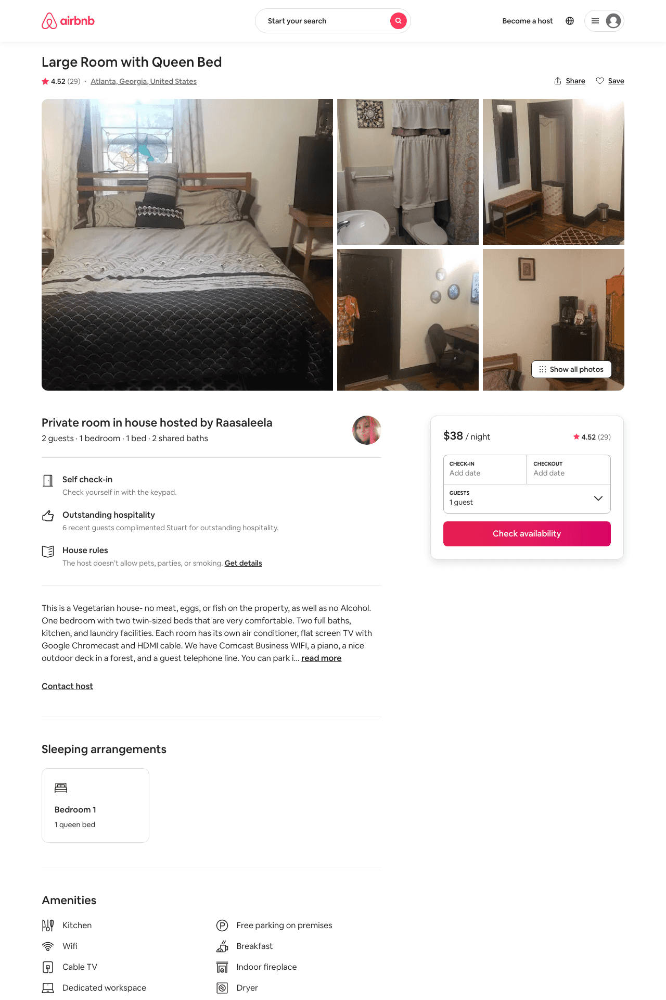 airbnb
Start your search
Become a host
Large Room with Queen Bed
4.52 (29) · Atlanta, Georgia, United States
Share
Save
Show all photos
Private room in house hosted by Raasaleela
2 guests · 1 bedroom · 1 bed · 2 shared baths
$38 / night
4.52 (29)
CHECK-IN
Add date
CHECKOUT
Add date
GUESTS
1 guest
Check availability
Self check-in
Check yourself in with the keypad.
Outstanding hospitality
6 recent guests complimented Stuart for outstanding hospitality.
House rules
The host doesn’t allow pets, parties, or smoking. Get details
This is a Vegetarian house- no meat, eggs, or fish on the property, as well as no Alcohol.
One bedroom with two twin-sized beds that are very comfortable. Two full baths,
kitchen, and laundry facilities. Each room has its own air conditioner, flat screen TV with
Google Chromecast and HDMI cable. We have Comcast Business WIFI, a piano, a nice
outdoor deck in a forest, and a guest telephone line. You can park i... read more
Contact host
Sleeping arrangements
Bedroom 1
1 queen bed
Amenities
Kitchen
Free parking on premises
Wifi
Breakfast
Cable TV
Indoor fireplace
Dedicated workspace
Dryer